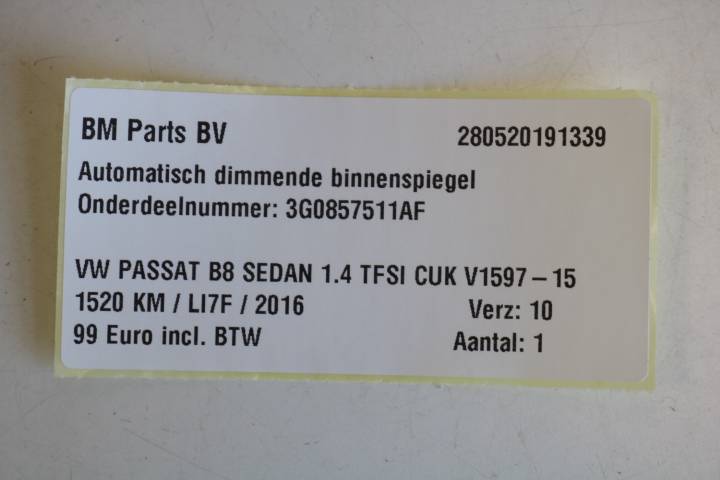 BM Parts BV 280520191339
Automatisch dimmende binnenspiegel
Onderdeelnummer: 3G0857511AF
VW PASSAT B8 SEDAN 1.4 TFSI CUK V1597 – 15
1520 KM / LI7F / 2016 Verz: 10
99 Euro incl. BTW Aantal: 1